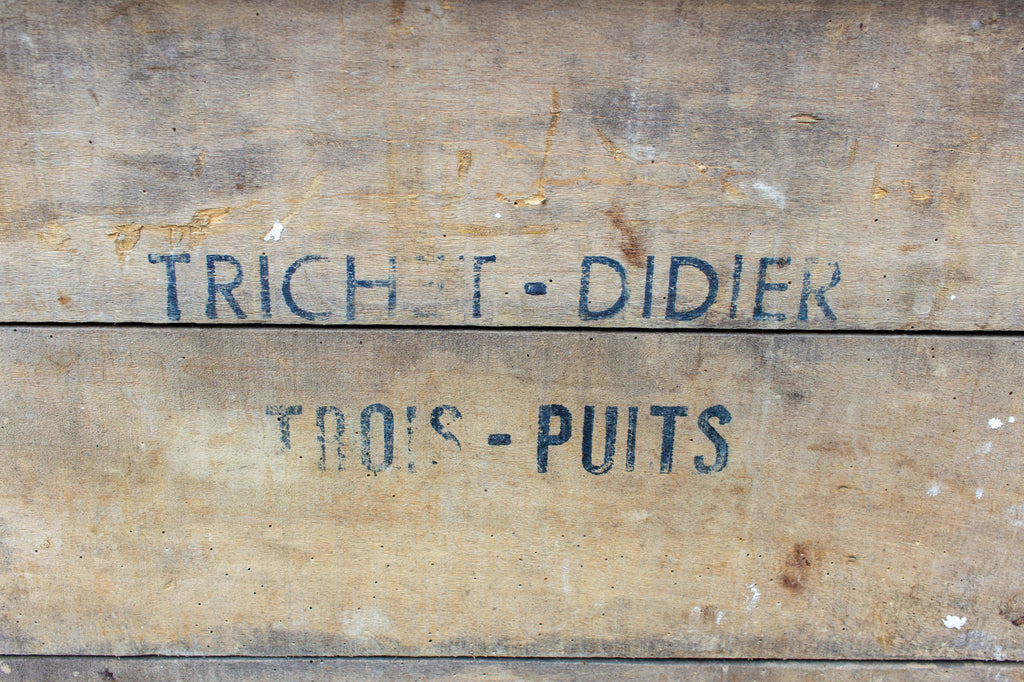 TRICHET - DIDIER
TROIS - PUITS